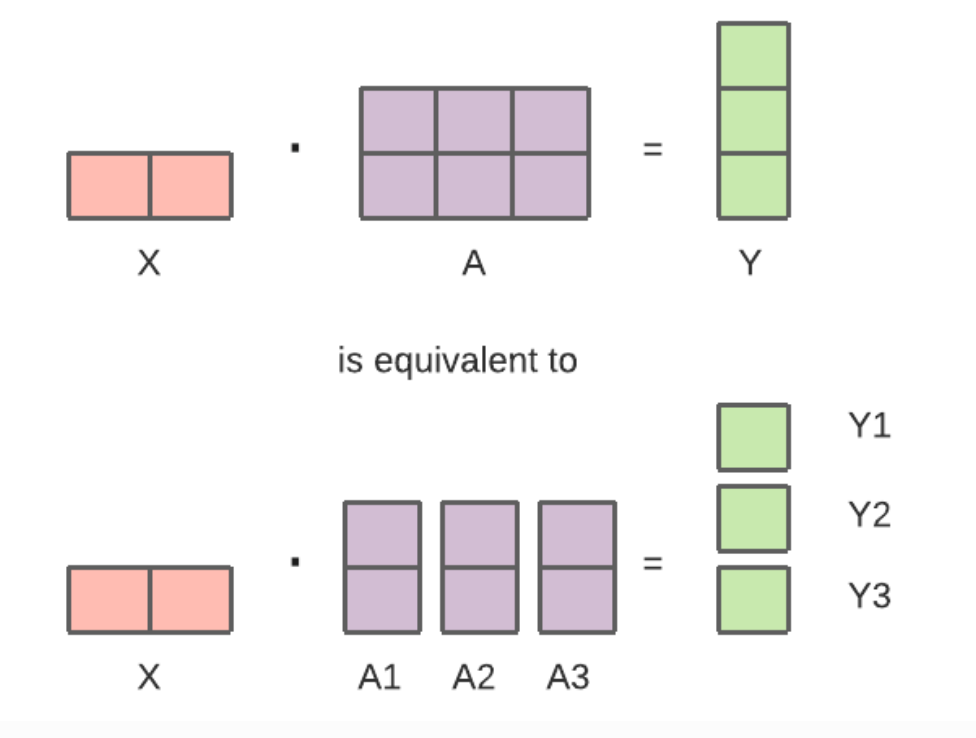 · =
X A Y
is equivalent to
Y1
Y2
· =
Y3
X A1 A2 A3